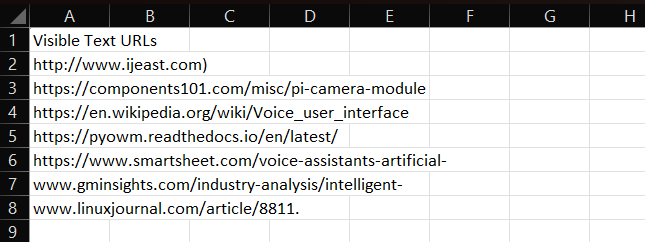 A B C D E F G H
1 Visible Text URLs
2 http://www.ijeast.com)
3 https://components101.com/misc/pi-camera-module
4 https://en.wikipedia.org/wiki/Voice_user_interface
5 https://pyowm.readthedocs.io/en/latest/
6 https://www.smartsheet.com/voice-assistants-artificial-
7 www.gminsights.com/industry-analysis/intelligent-
8 www.linuxjournal.com/article/8811.
9